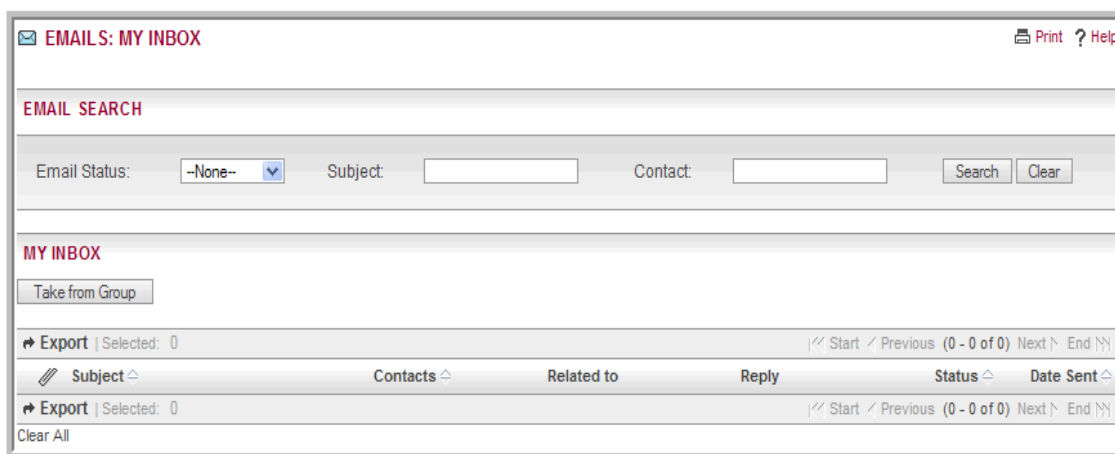 EMAILS: MY INBOX Print ? Help
EMAIL SEARCH
Email Status: --None-- Subject: Contact: Search Clear
MY INBOX
Take from Group
Export | Selected: 0 Start Previous (0 - 0 of 0) Next End
Subject Contacts Related to Reply Status Date Sent
Export | Selected: 0 Start Previous (0 - 0 of 0) Next End
Clear All